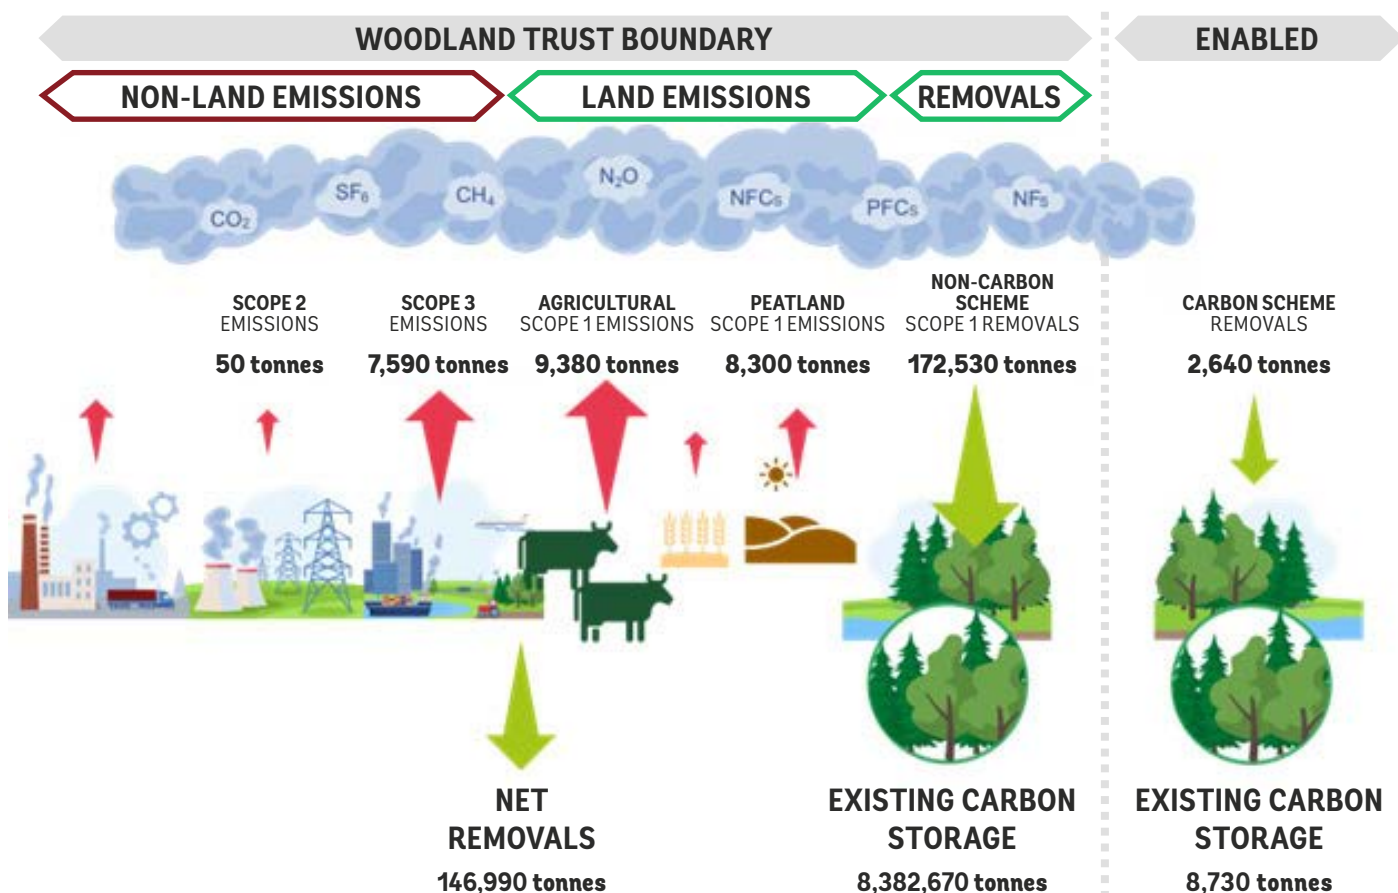 WOODLAND TRUST BOUNDARY
ENABLED
NON-LAND EMISSIONS
LAND EMISSIONS
REMOVALS
CO₂
SF₆
CH₄
N₂O
NFCs
PFCs
NF₅
SCOPE 2
EMISSIONS
50 tonnes
SCOPE 3
EMISSIONS
7,590 tonnes
AGRICULTURAL
SCOPE 1 EMISSIONS
9,380 tonnes
PEATLAND
SCOPE 1 EMISSIONS
8,300 tonnes
NON-CARBON
SCHEME
SCOPE 1 REMOVALS
172,530 tonnes
CARBON SCHEME
REMOVALS
2,640 tonnes
NET
REMOVALS
146,990 tonnes
EXISTING CARBON
STORAGE
8,382,670 tonnes
EXISTING CARBON
STORAGE
8,730 tonnes